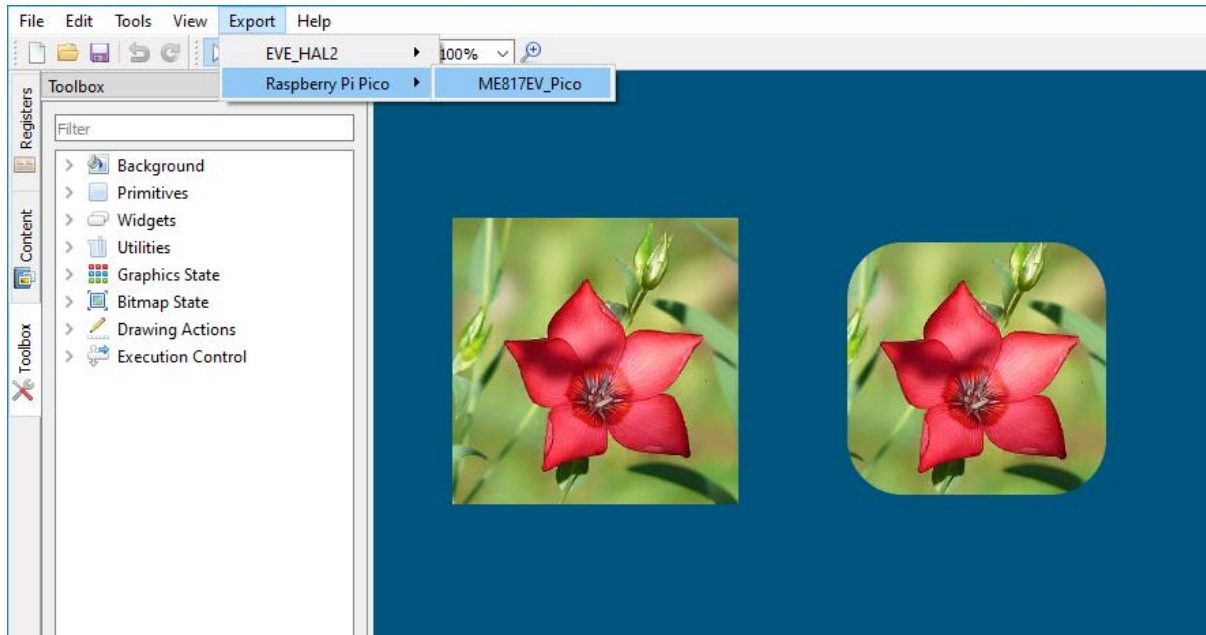 File Edit Tools View Export Help
EVE_HAL2
100%
Raspberry Pi Pico
ME817EV_Pico
Toolbox
Filter
Background
Primitives
Widgets
Utilities
Graphics State
Bitmap State
Drawing Actions
Execution Control
Registers
Content
Toolbox